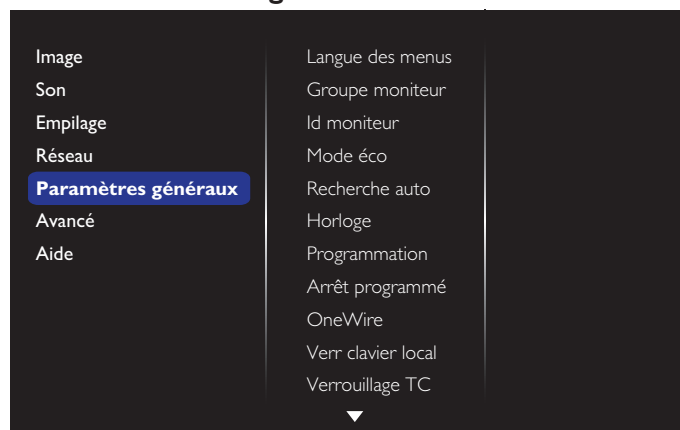 Image
Son
Empilage
Réseau
Paramètres généraux
Avancé
Aide
Langue des menus
Groupe moniteur
Id moniteur
Mode éco
Recherche auto
Horloge
Programmation
Arrêt programmé
OneWire
Verr clavier local
Verrouillage TC